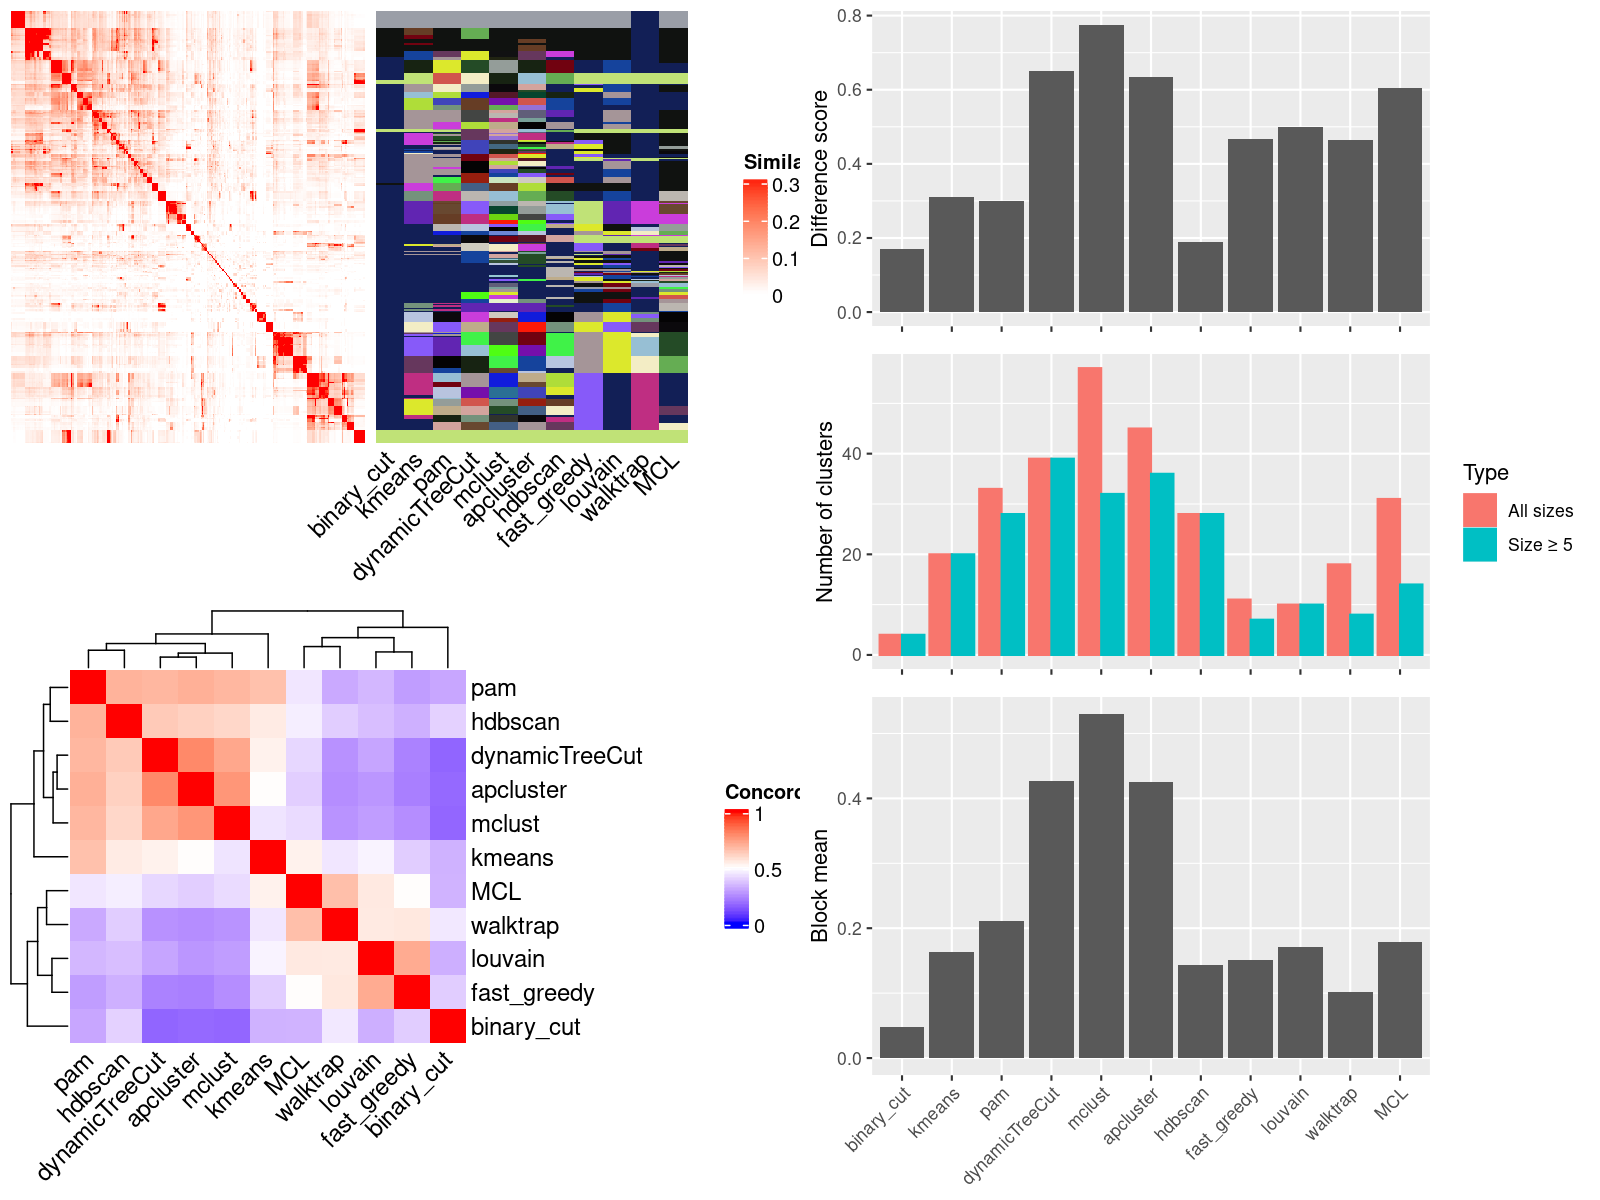 Simila
0.3
0.2
0.1
0
binary_cut
kmeans
pam
dynamicTreeCut
mclust
apcluster
hdbscan
fast_greedy
louvain
walktrap
MCL
pam
hdbscan
dynamicTreeCut
apcluster
mclust
kmeans
MCL
walktrap
louvain
fast_greedy
binary_cut
pam
hdbscan
dynamicTreeCut
apcluster
mclust
kmeans
MCL
walktrap
louvain
fast_greedy
binary_cut
Concord
1
0.5
0
Difference score
0.8
0.6
0.4
0.2
0.0
Number of clusters
40
20
0
Type
All sizes
Size ≥ 5
Block mean
0.4
0.2
0.0
binary_cut
kmeans
pam
dynamicTreeCut
mclust
apcluster
hdbscan
fast_greedy
louvain
walktrap
MCL